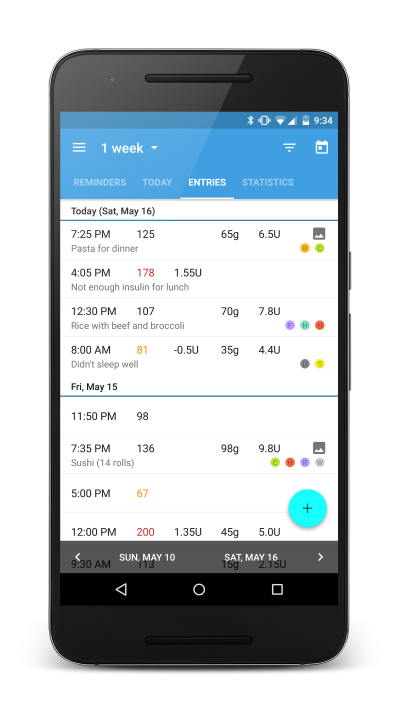 9:34
1 week
REMINDERS TODAY ENTRIES STATISTICS
Today (Sat, May 16)
7:25 PM 125 65g 6.5U
Pasta for dinner B C
4:05 PM 178 1.55U
Not enough insulin for lunch
12:30 PM 107 70g 7.8U
Rice with beef and broccoli F H H
8:00 AM 81 -0.5U 35g 4.4U
Didn't sleep well S
Fri, May 15
11:50 PM 98
7:35 PM 136 98g 9.8U
Sushi (14 rolls) C H R W
5:00 PM 67
+
12:00 PM 200 1.35U 45g 5.0U
SUN, MAY 10 SAT, MAY 16
9:30 AM 113 15g 2.15U